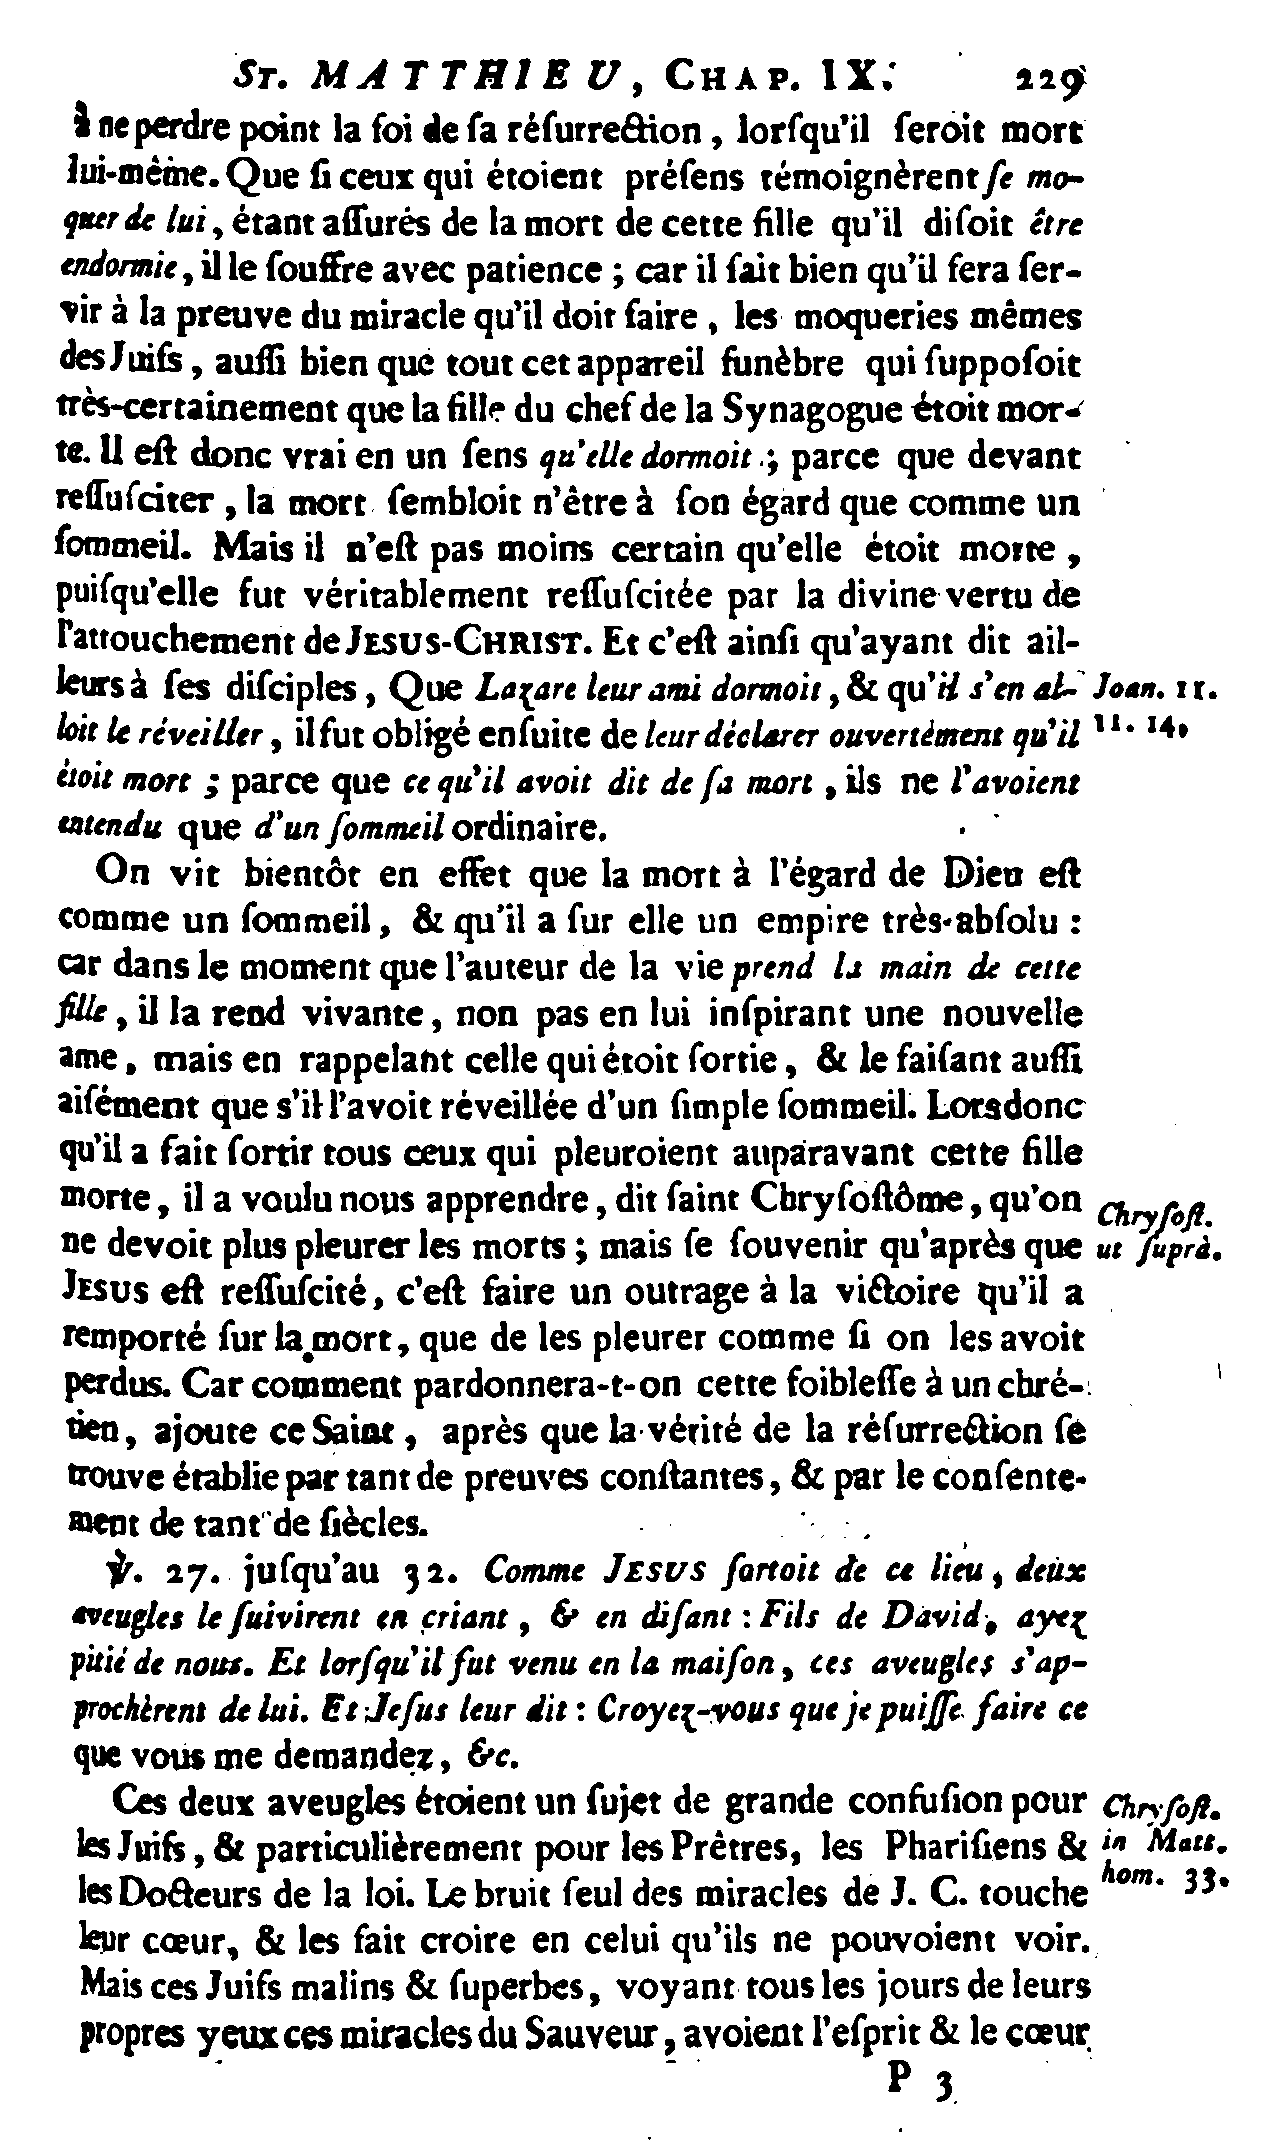 ST. MATTHIEU, CHAP. IX. 229
à ne perdre point la foi de ſa réſurrection, lorſqu'il ſeroit mort
lui-même. Que ſi ceux qui étoient préſens témoignèrent ſe mo-
quer de lui, étant aſſurés de la mort de cette fille qu'il diſoit être
endormie, il le ſouffre avec patience ; car il ſait bien qu'il fera ſer-
vir à la preuve du miracle qu'il doit faire, les moqueries mêmes
des Juifs, auſſi bien que tout cet appareil funèbre qui ſuppoſoit
très-certainement que la fille du chef de la Synagogue étoit mor-
te. Il eſt donc vrai en un ſens qu'elle dormoit ; parce que devant
reſſuſciter, la mort ſembloit n'être à ſon égard que comme un
ſommeil. Mais il n'eſt pas moins certain qu'elle étoit morte,
puiſqu'elle fut véritablement reſſuſcitée par la divine vertu de
l'attouchement de JESUS-CHRIST. Et c'eſt ainſi qu'ayant dit ail-
leurs à ſes diſciples, Que Lazare leur ami dormoit, & qu'il s'en al-
Joan. 11.
loit le réveiller, il fut obligé enſuite de leur déclarer ouvertement qu'il
11. 14.
étoit mort ; parce que ce qu'il avoit dit de ſa mort, ils ne l'avoient
entendu que d'un ſommeil ordinaire.
On vit bientôt en effet que la mort à l'égard de Dieu eſt
comme un ſommeil, & qu'il a ſur elle un empire très-abſolu :
car dans le moment que l'auteur de la vie prend la main de cette
fille, il la rend vivante, non pas en lui inſpirant une nouvelle
ame, mais en rappelant celle qui étoit ſortie, & le faiſant auſſi
aiſément que s'il l'avoit réveillée d'un ſimple ſommeil. Lors donc
qu'il a fait ſortir tous ceux qui pleuroient auparavant cette fille
morte, il a voulu nous apprendre, dit ſaint Chryſoſtôme, qu'on
Chryſoſt.
ne devoit plus pleurer les morts ; mais ſe ſouvenir qu'après que
ut ſuprà.
JESUS eſt reſſuſcité, c'eſt faire un outrage à la victoire qu'il a
remporté ſur la mort, que de les pleurer comme ſi on les avoit
perdus. Car comment pardonnera-t-on cette foibleſſe à un chré-
tien, ajoute ce Saint, après que la vérité de la réſurrection ſe
trouve établie par tant de preuves conſtantes, & par le conſente-
ment de tant de ſiècles.
℣. 27. juſqu'au 32. Comme JESUS ſortoit de ce lieu, deux
aveugles le ſuivirent en criant, & en diſant : Fils de David, ayez
pitié de nous. Et lorſqu'il fut venu en la maiſon, ces aveugles s'ap-
prochèrent de lui. Et Jeſus leur dit : Croyez-vous que je puiſſe faire ce
que vous me demandez, &c.
Ces deux aveugles étoient un ſujet de grande confuſion pour
Chryſoſt.
les Juifs, & particulièrement pour les Prêtres, les Phariſiens &
in Matt.
les Docteurs de la loi. Le bruit ſeul des miracles de J. C. touche
hom. 33.
leur cœur, & les fait croire en celui qu'ils ne pouvoient voir.
Mais ces Juifs malins & ſuperbes, voyant tous les jours de leurs
propres yeux ces miracles du Sauveur, avoient l'eſprit & le cœur
P 3